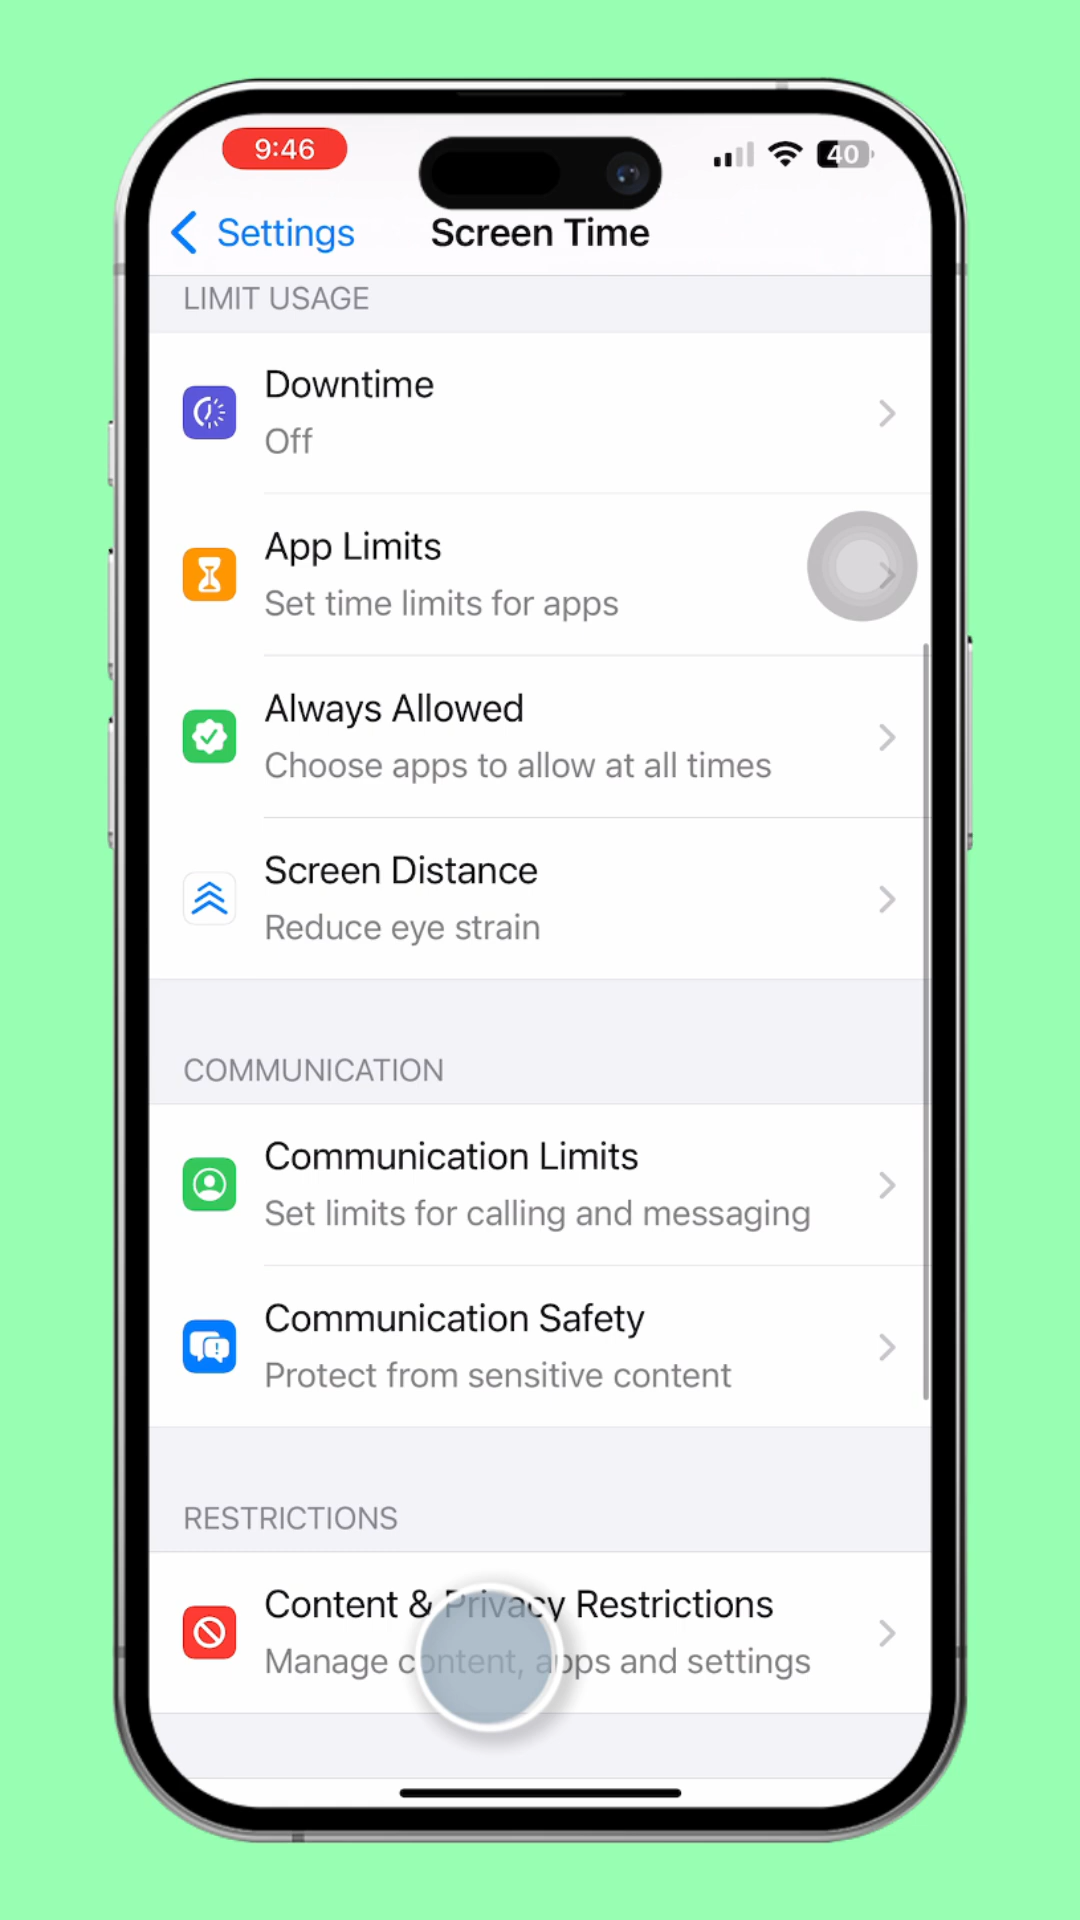 9:46
40
Settings
Screen Time
LIMIT USAGE
Downtime
Off
App Limits
Set time limits for apps
Always Allowed
Choose apps to allow at all times
Screen Distance
Reduce eye strain
COMMUNICATION
Communication Limits
Set limits for calling and messaging
Communication Safety
Protect from sensitive content
RESTRICTIONS
Content & Privacy Restrictions
Manage content, apps and settings